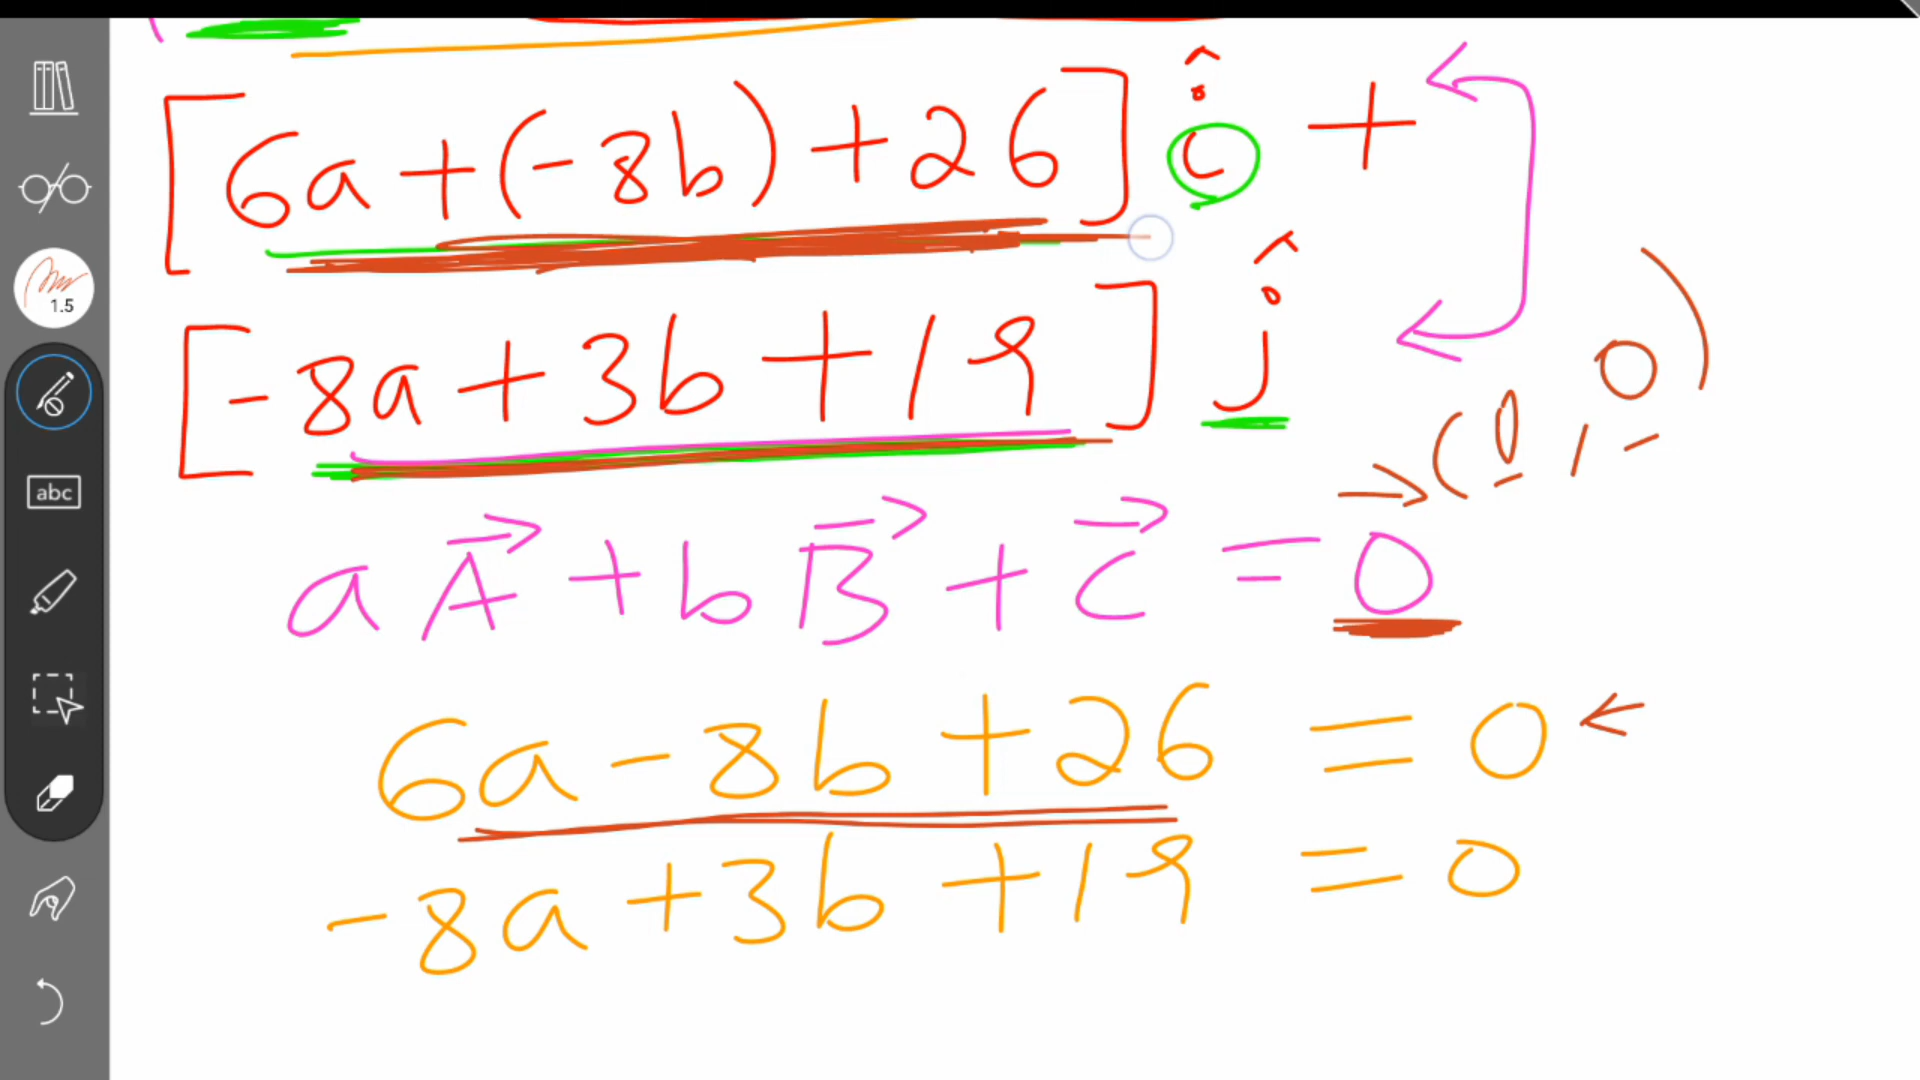 [6a+(-8b)+26] î +
[-8a+3b+19] ĵ
→ (0, 0)
aA⃗ + bB⃗ + C⃗ = 0
6a-8b+26 = 0 ←
-8a+3b+19 = 0
1.5
abc